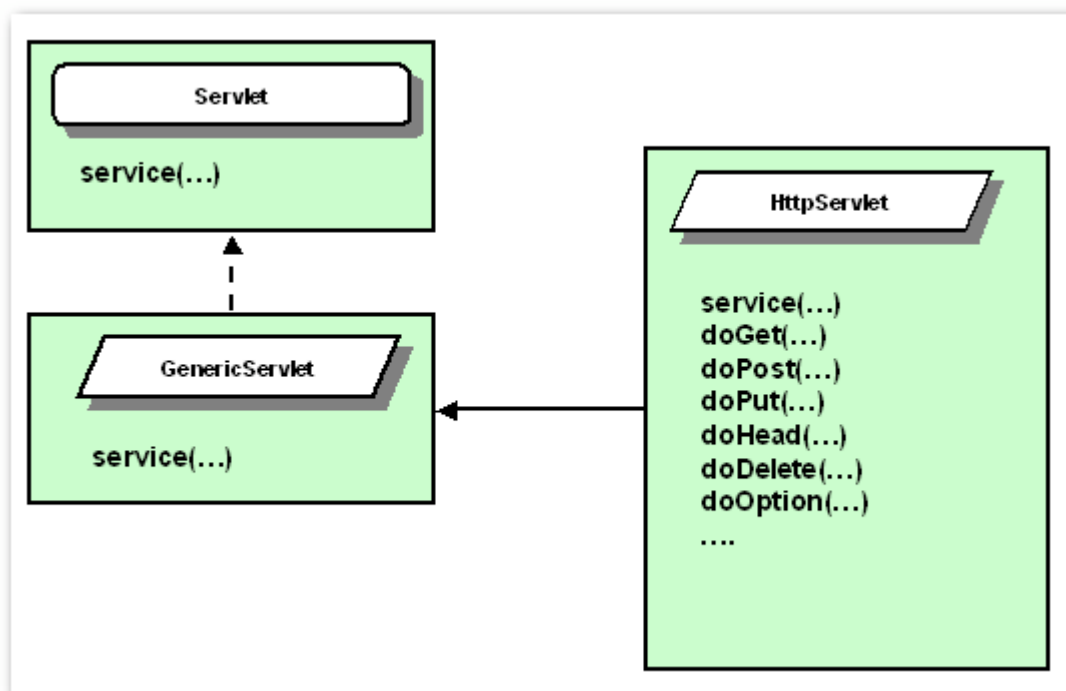 Servlet
service(...)
GenericServlet
service(...)
HttpServlet
service(...)
doGet(...)
doPost(...)
doPut(...)
doHead(...)
doDelete(...)
doOption(...)
....